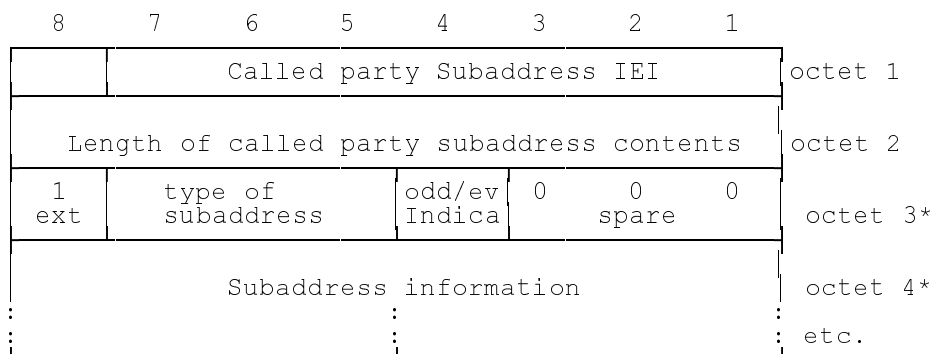 8 7 6 5 4 3 2 1
Called party Subaddress IEI octet 1
Length of called party subaddress contents octet 2
1 type of odd/ev 0 0 0
ext subaddress Indica spare octet 3*
Subaddress information octet 4*
: : :
: : : etc.